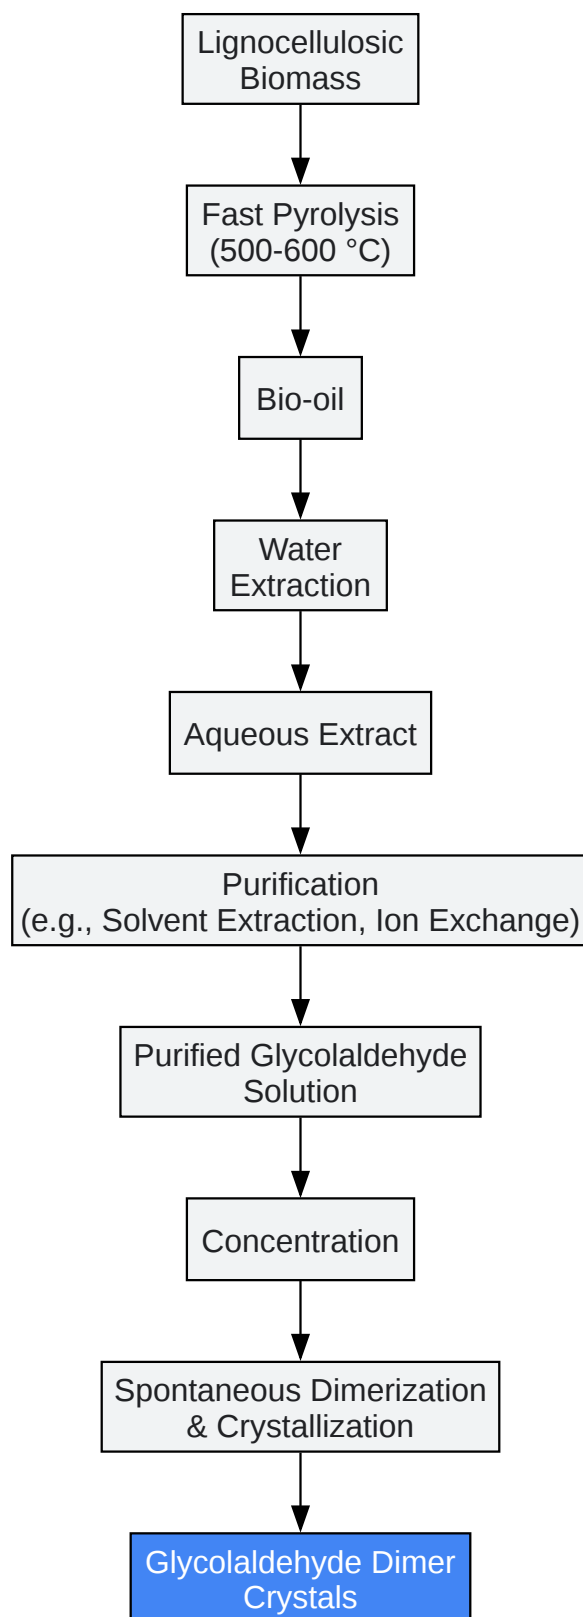 Lignocellulosic
Biomass
Fast Pyrolysis
(500-600 °C)
Bio-oil
Water
Extraction
Aqueous Extract
Purification
(e.g., Solvent Extraction, Ion Exchange)
Purified Glycolaldehyde
Solution
Concentration
Spontaneous Dimerization
& Crystallization
Glycolaldehyde Dimer
Crystals